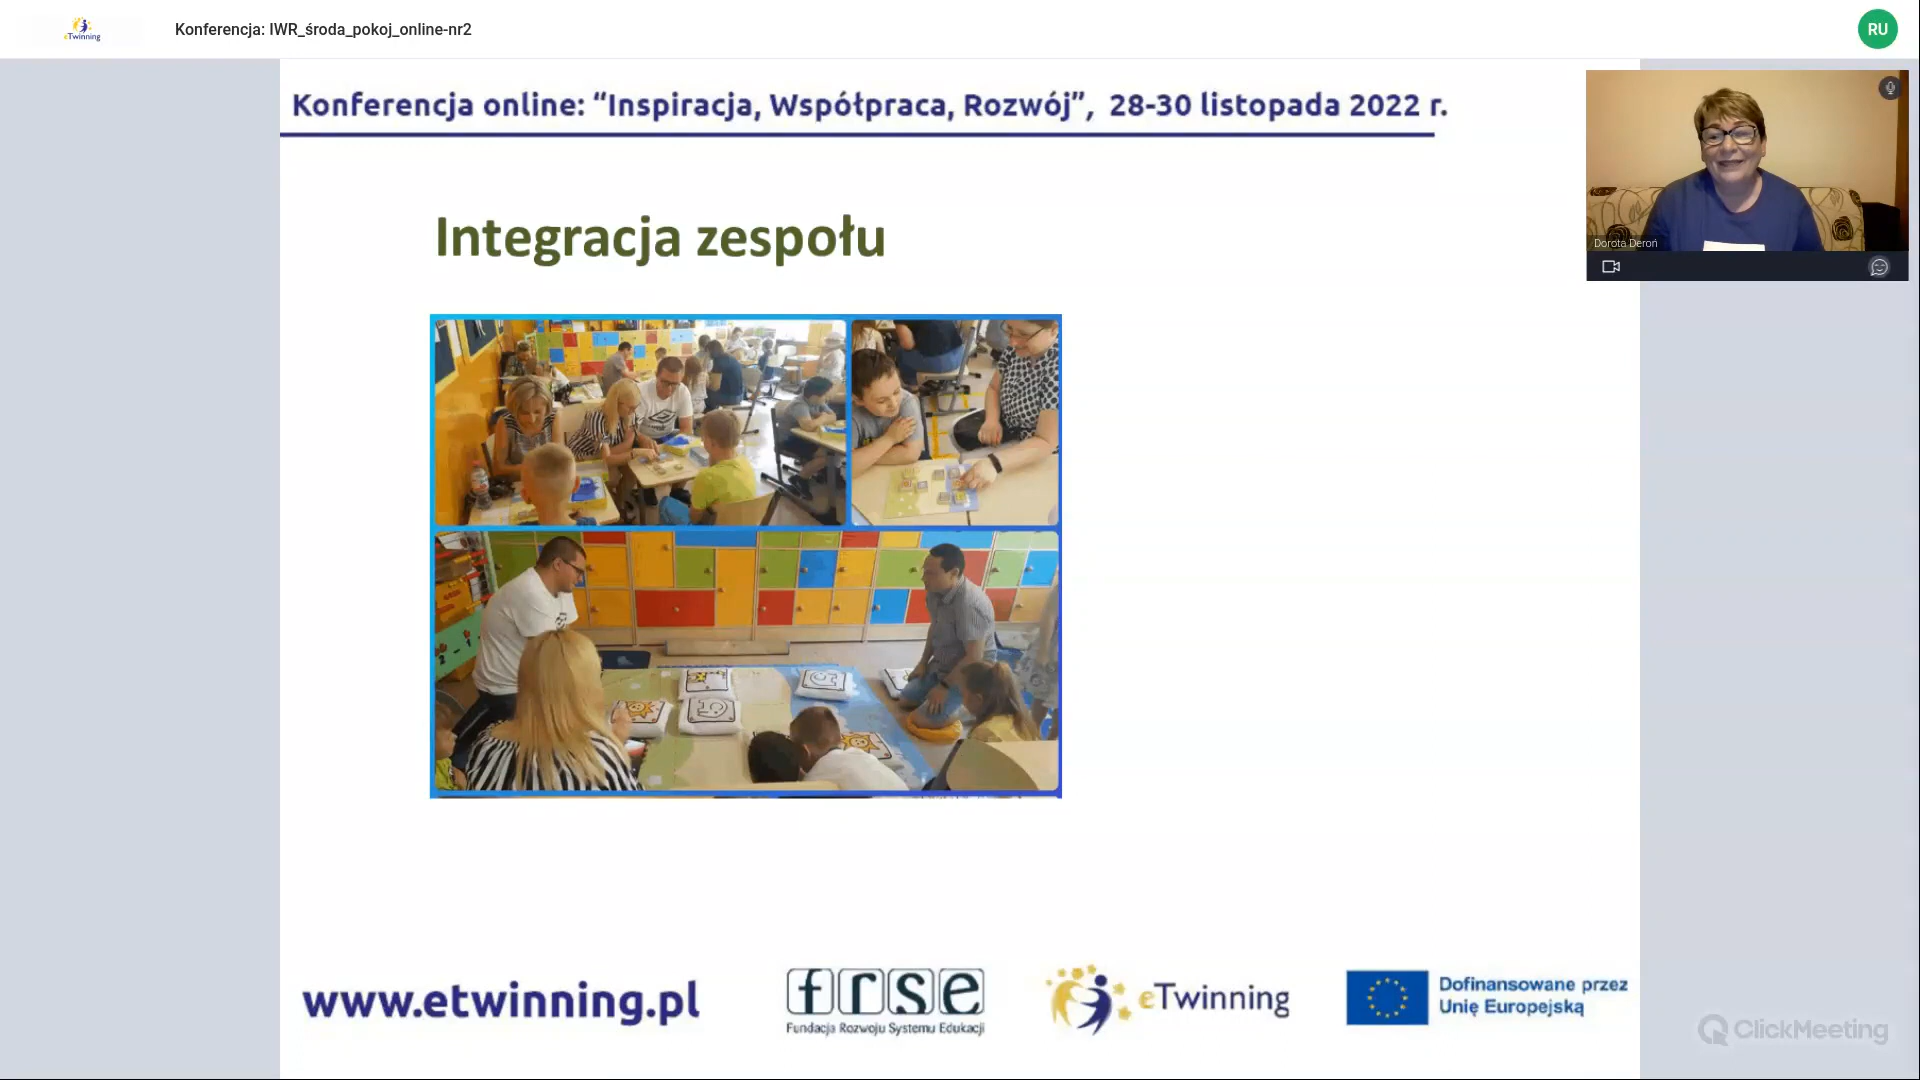 eTwinning
Konferencja: IWR_środa_pokoj_online-nr2
RU
Konferencja online: “Inspiracja, Współpraca, Rozwój”, 28-30 listopada 2022 r.
Dorota Deroń
Integracja zespołu
www.etwinning.pl
frse
Fundacja Rozwoju Systemu Edukacji
eTwinning
Dofinansowane przez
Unię Europejską
ClickMeeting